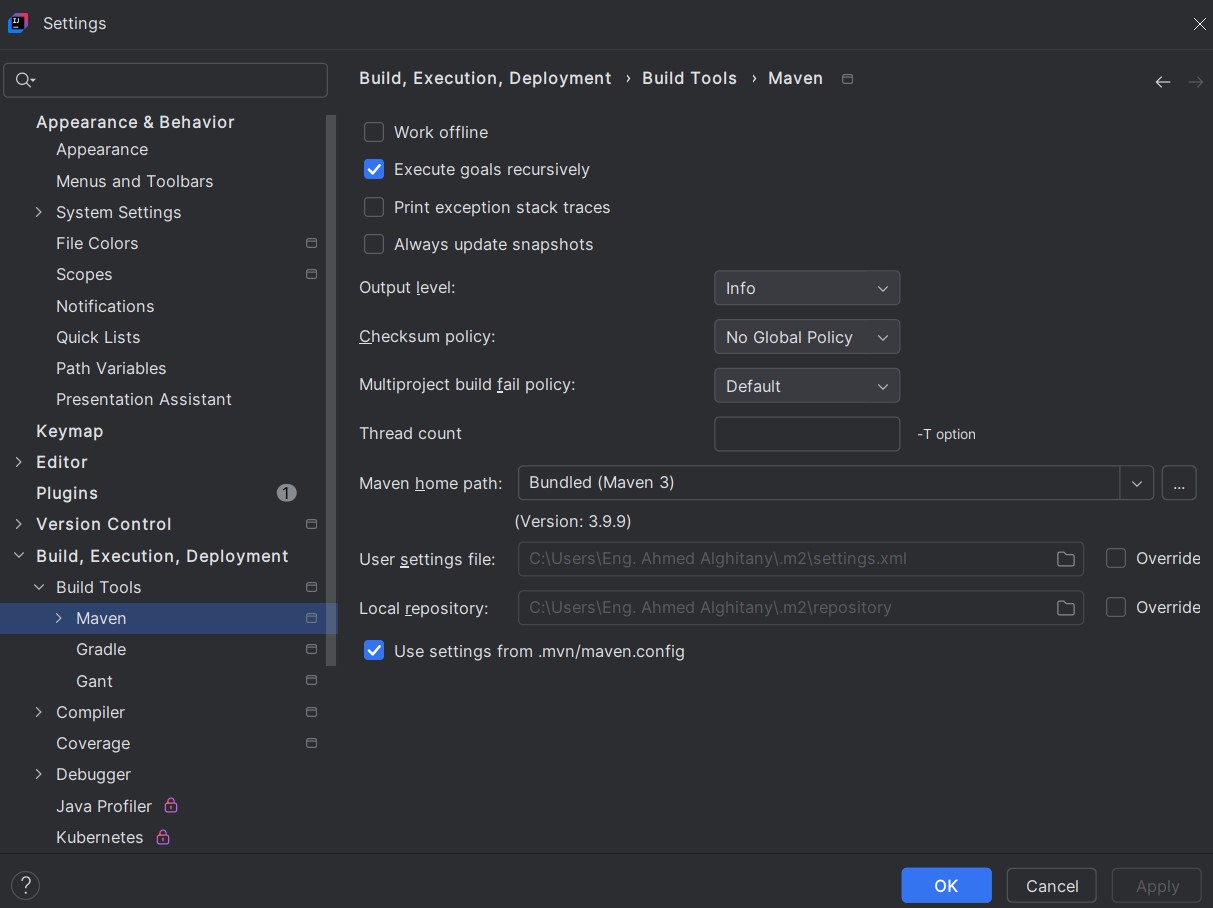 Settings
Appearance & Behavior
Appearance
Menus and Toolbars
System Settings
File Colors
Scopes
Notifications
Quick Lists
Path Variables
Presentation Assistant
Keymap
Editor
Plugins 1
Version Control
Build, Execution, Deployment
Build Tools
Maven
Gradle
Gant
Compiler
Coverage
Debugger
Java Profiler
Kubernetes
Build, Execution, Deployment › Build Tools › Maven
Work offline
Execute goals recursively
Print exception stack traces
Always update snapshots
Output level: Info
Checksum policy: No Global Policy
Multiproject build fail policy: Default
Thread count -T option
Maven home path: Bundled (Maven 3) ...
(Version: 3.9.9)
User settings file: C:\Users\Eng. Ahmed Alghitany\.m2\settings.xml Override
Local repository: C:\Users\Eng. Ahmed Alghitany\.m2\repository Override
Use settings from .mvn/maven.config
? OK Cancel Apply